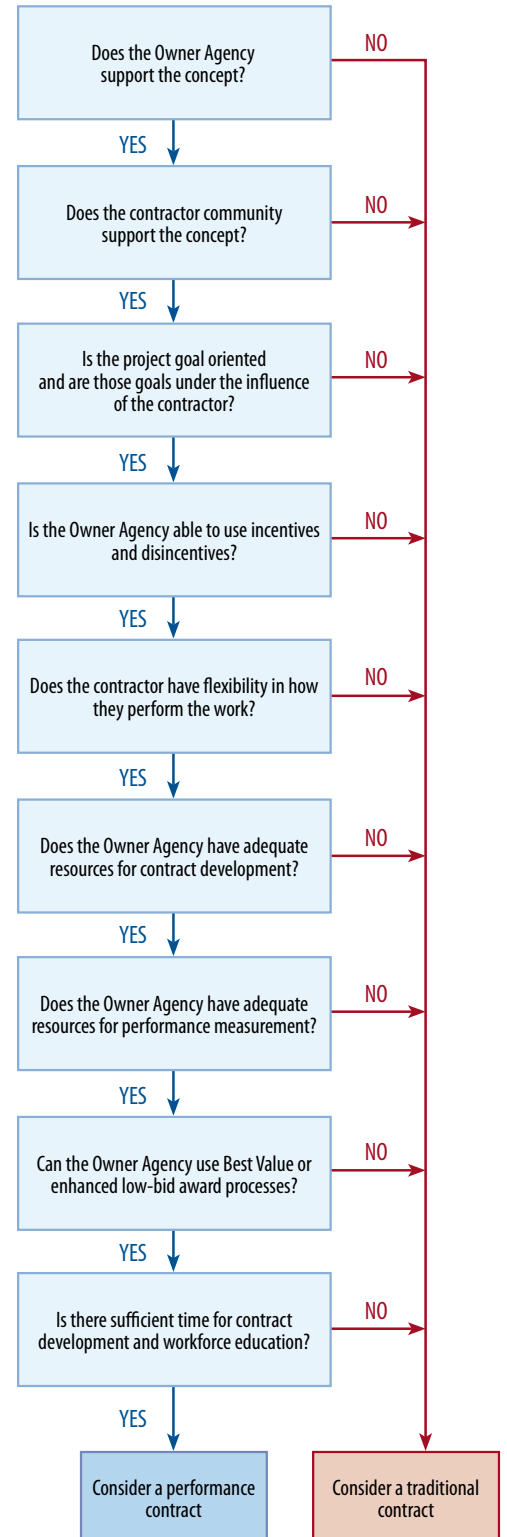 Does the Owner Agency
support the concept?
NO
YES
Does the contractor community
support the concept?
NO
YES
Is the project goal oriented
and are those goals under the influence
of the contractor?
NO
YES
Is the Owner Agency able to use incentives
and disincentives?
NO
YES
Does the contractor have flexibility in how
they perform the work?
NO
YES
Does the Owner Agency have adequate
resources for contract development?
NO
YES
Does the Owner Agency have adequate
resources for performance measurement?
NO
YES
Can the Owner Agency use Best Value or
enhanced low-bid award processes?
NO
YES
Is there sufficient time for contract
development and workforce education?
NO
YES
Consider a performance
contract
Consider a traditional
contract